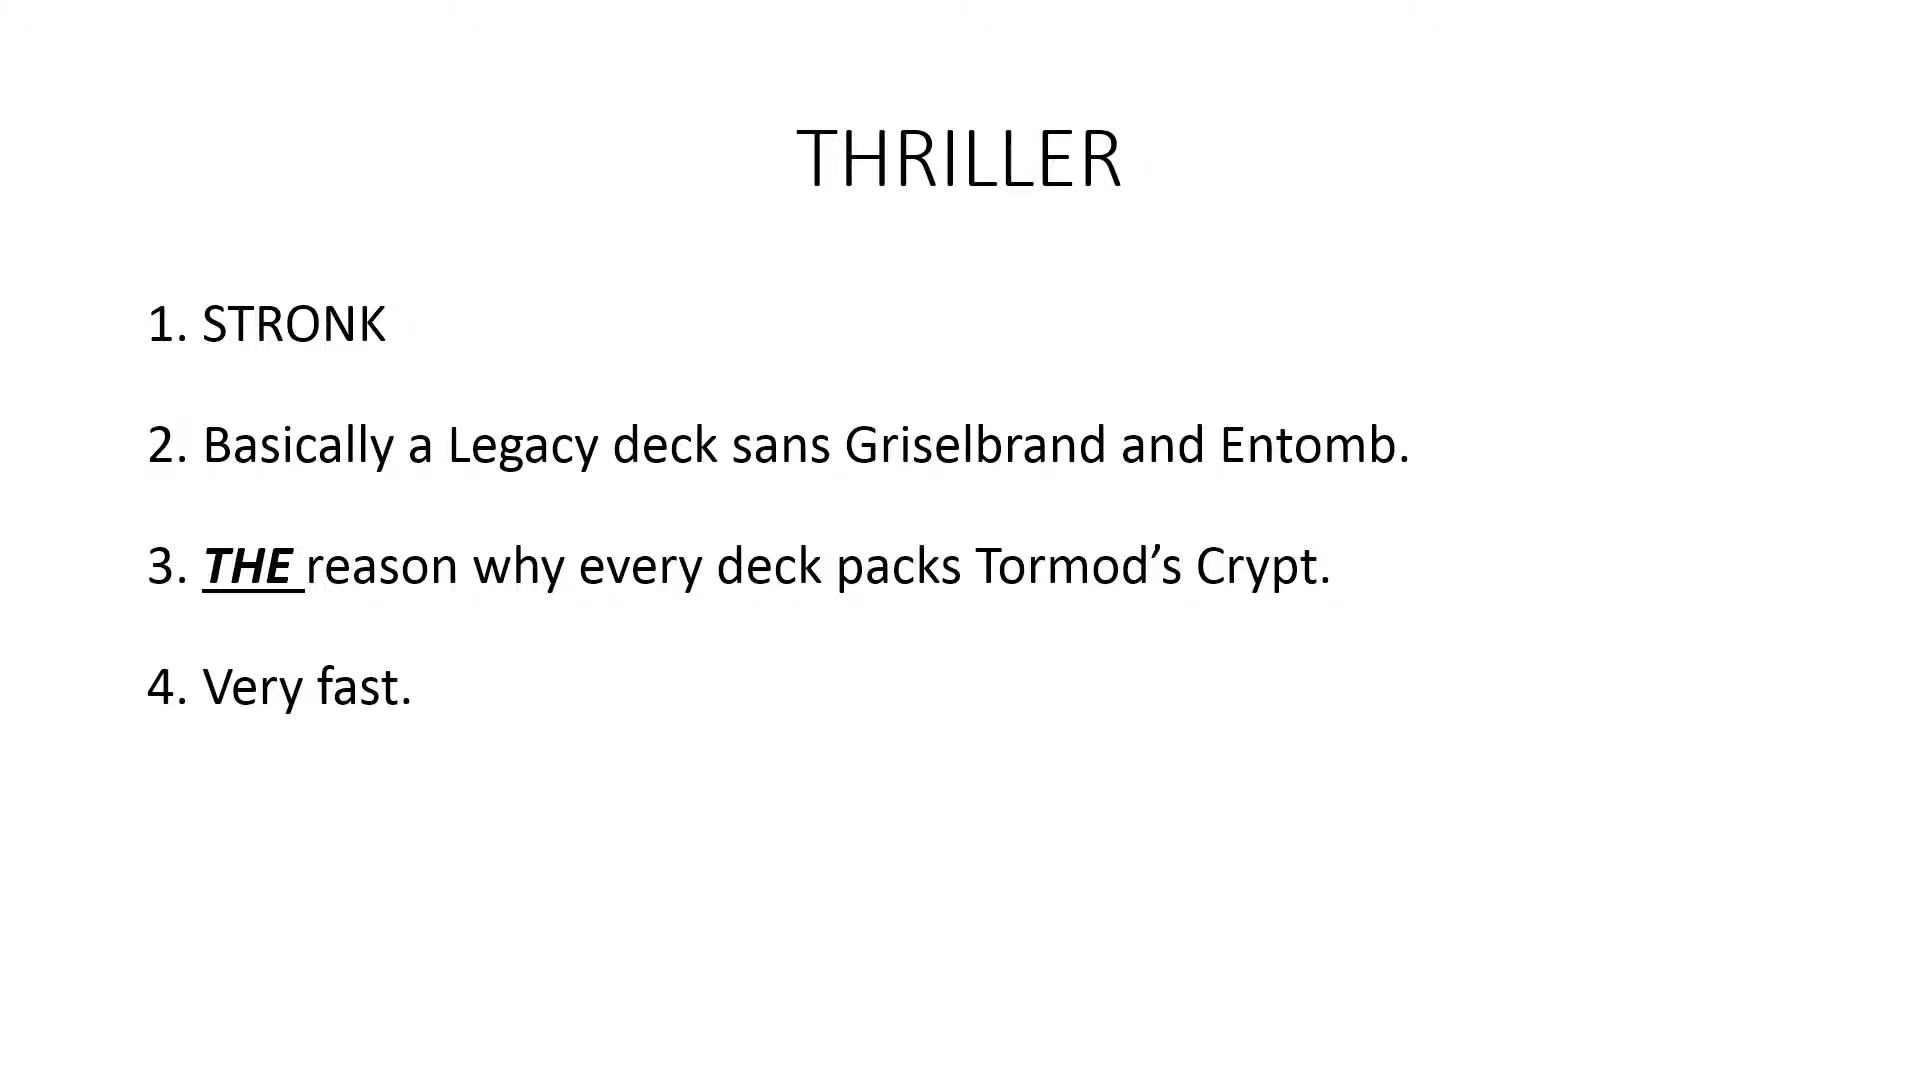 THRILLER
1. STRONK
2. Basically a Legacy deck sans Griselbrand and Entomb.
3. THE reason why every deck packs Tormod’s Crypt.
4. Very fast.